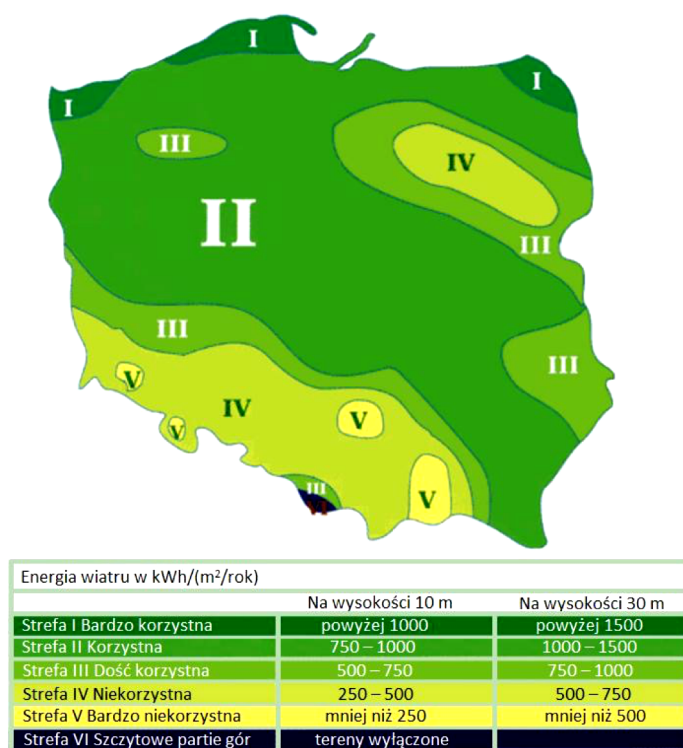 I
I
I
III
IV
II
III
III
III
V
IV
V
V
III
V
VI
Energia wiatru w kWh/(m²/rok)
Na wysokości 10 m Na wysokości 30 m
Strefa I Bardzo korzystna powyżej 1000 powyżej 1500
Strefa II Korzystna 750 – 1000 1000 – 1500
Strefa III Dość korzystna 500 – 750 750 – 1000
Strefa IV Niekorzystna 250 – 500 500 – 750
Strefa V Bardzo niekorzystna mniej niż 250 mniej niż 500
Strefa VI Szczytowe partie gór tereny wyłączone